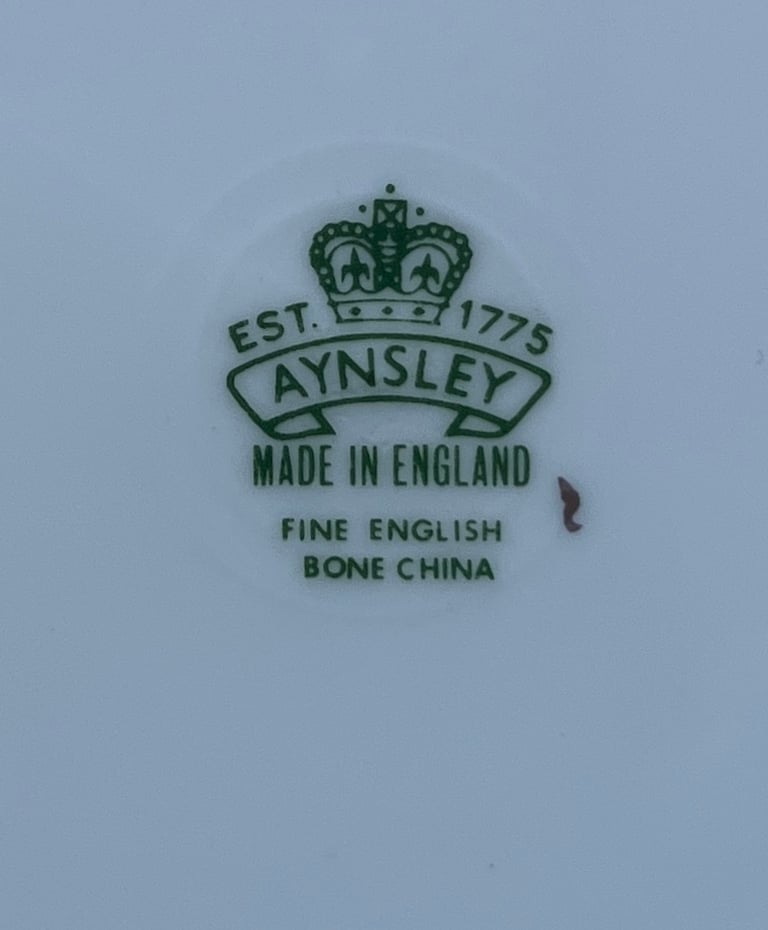 EST. 1775
AYNSLEY
MADE IN ENGLAND
FINE ENGLISH
BONE CHINA